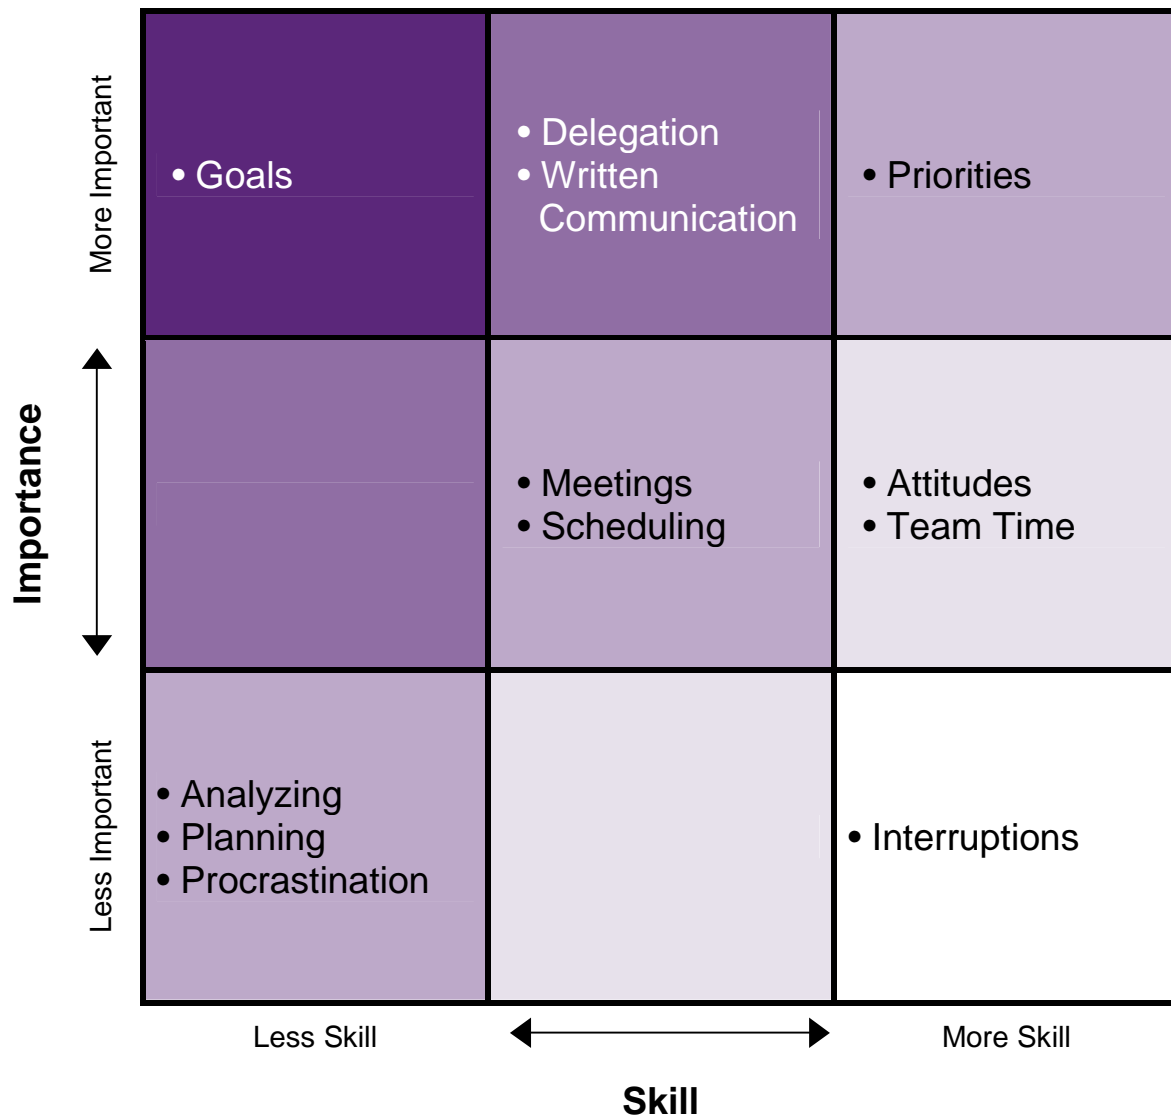 More Important
• Goals
• Delegation
• Written
Communication
• Priorities
Importance
• Meetings
• Scheduling
• Attitudes
• Team Time
Less Important
• Analyzing
• Planning
• Procrastination
• Interruptions
Less Skill
More Skill
Skill